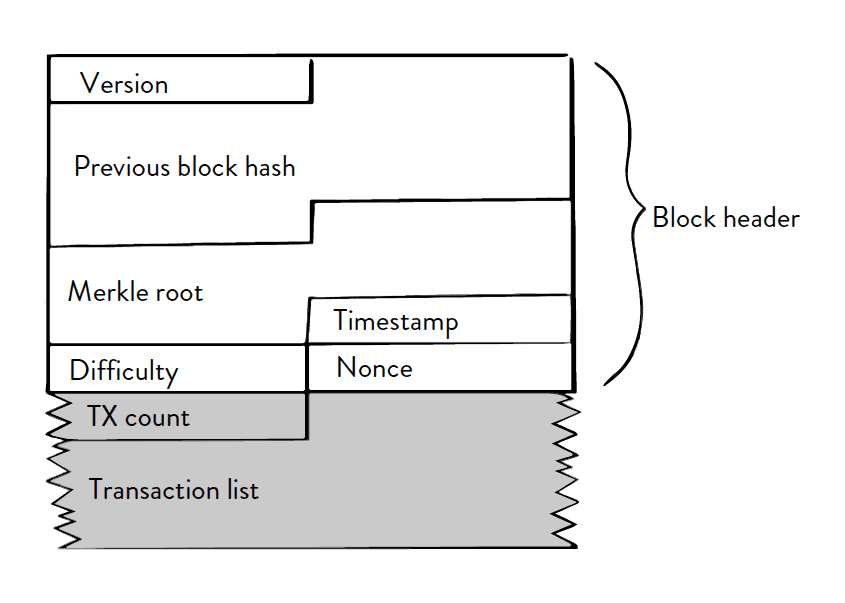 Version
Previous block hash
Block header
Merkle root
Timestamp
Difficulty
Nonce
TX count
Transaction list